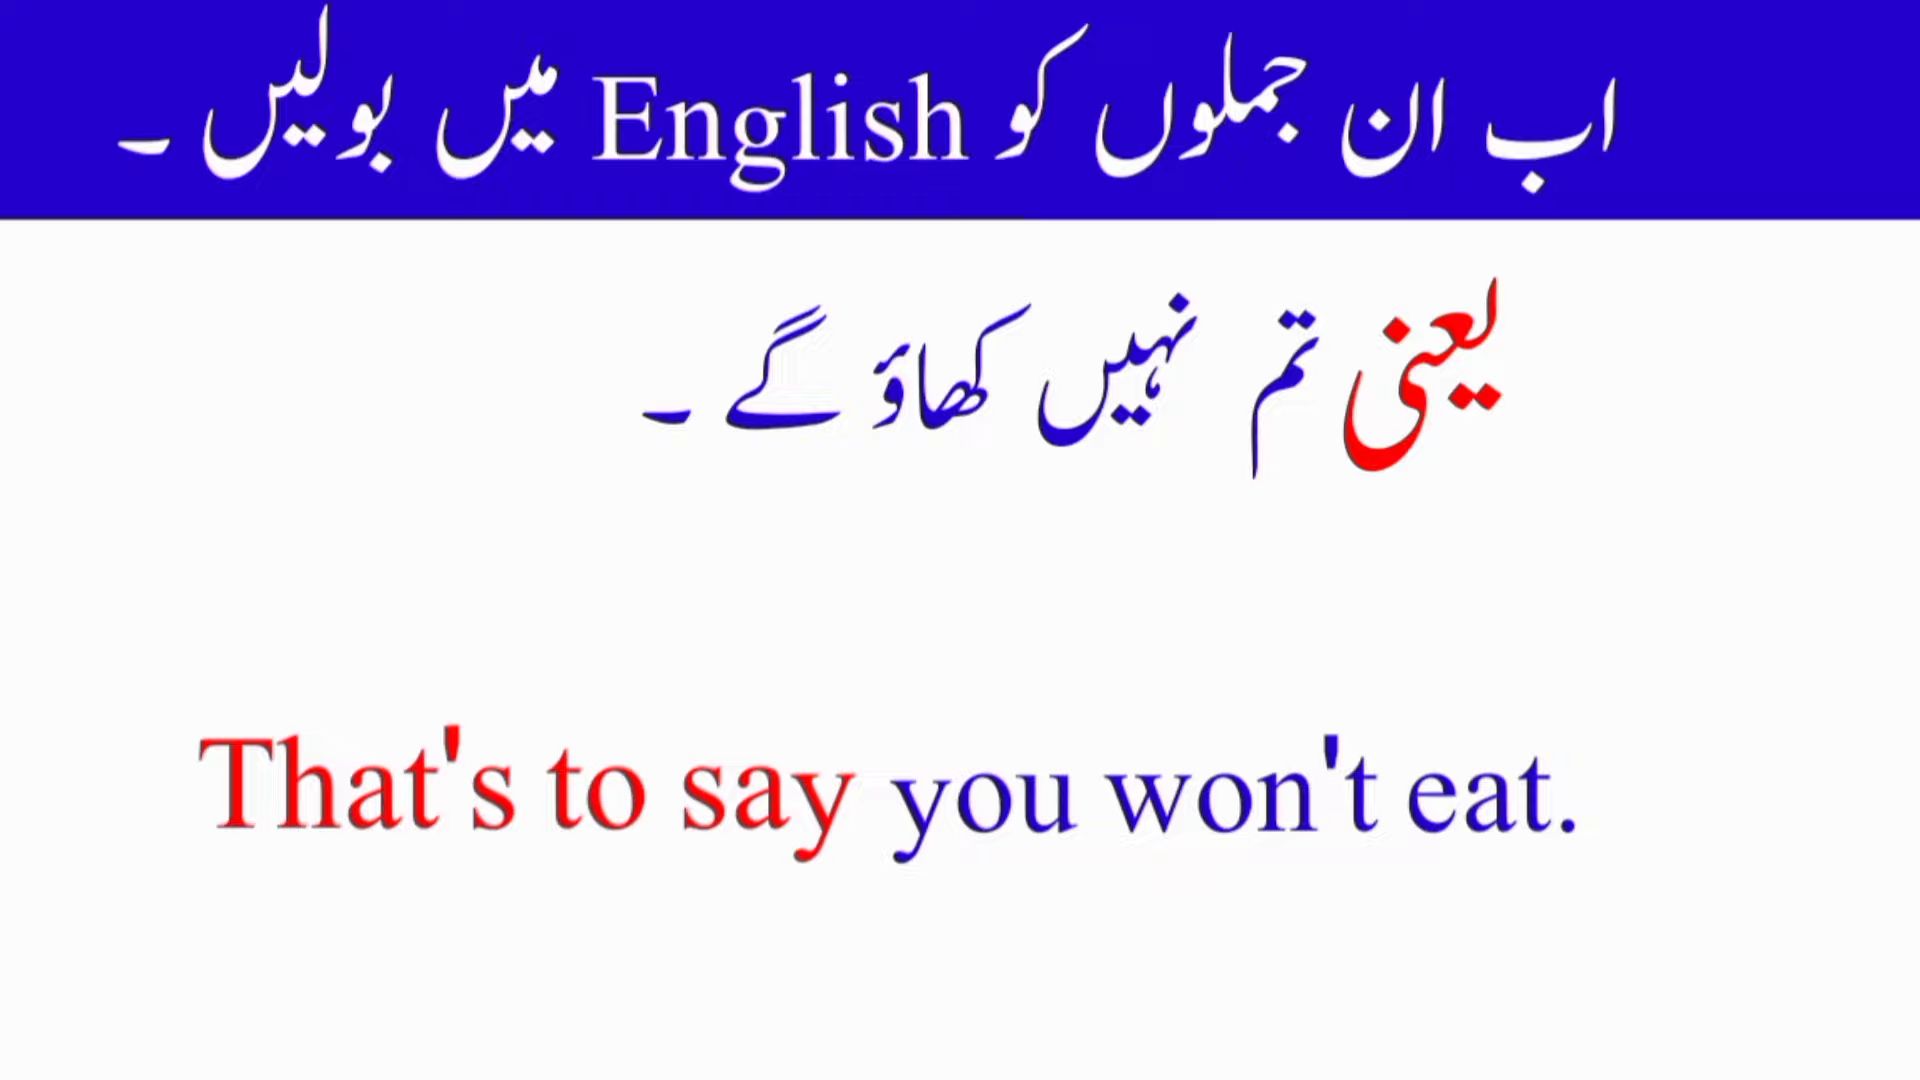 اب ان جملوں کو English میں بولیں ۔
یعنی تم نہیں کھاؤ گے ۔
That's to say you won't eat.